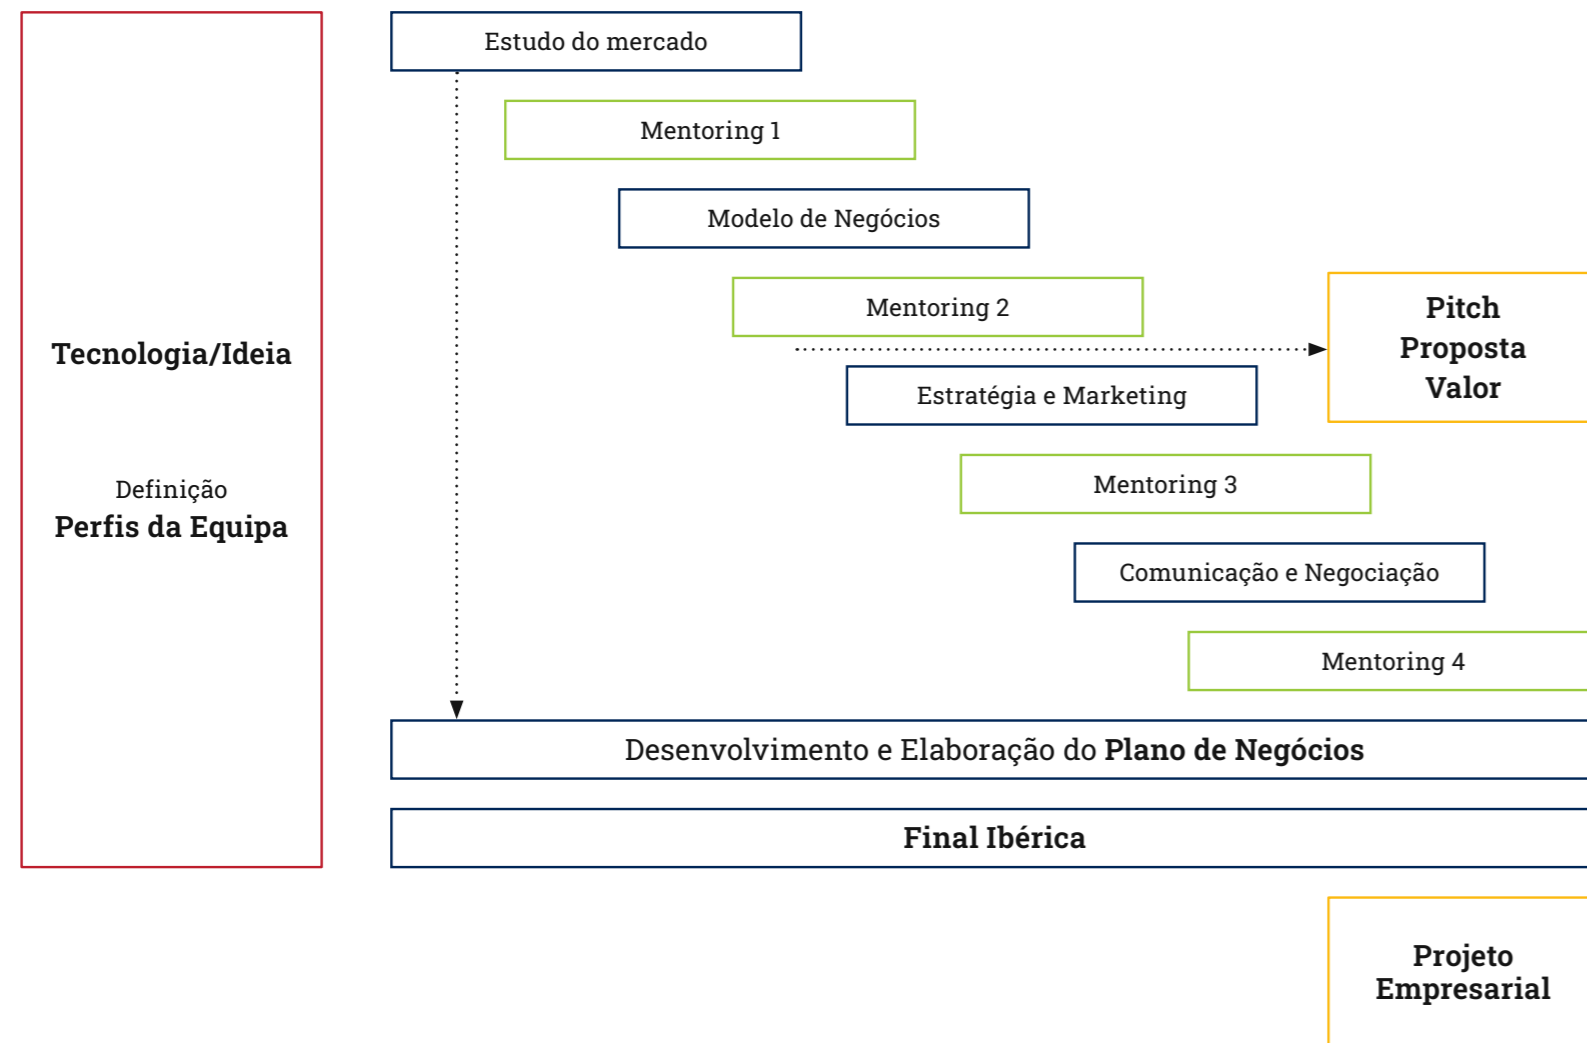 Estudo do mercado
Mentoring 1
Modelo de Negócios
Mentoring 2
Pitch
Proposta
Valor
Tecnologia/Ideia
Estratégia e Marketing
Mentoring 3
Definição
Perfis da Equipa
Comunicação e Negociação
Mentoring 4
Desenvolvimento e Elaboração do Plano de Negócios
Final Ibérica
Projeto
Empresarial